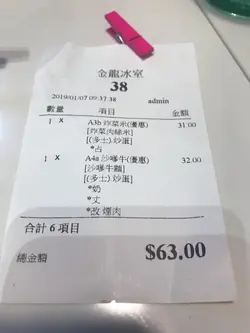 金龍冰室
38
2019/01/07 09:37:38 admin
數量 項目 金額
1 X A3b 炸菜米(優惠) 31.00
[炸菜肉絲米]
[(多士)炒蛋]
*占
1 X A4a 沙嗲牛(優惠) 32.00
[沙嗲牛麵]
[(多士)炒蛋]
*奶
*丈
*改 煙肉
合計 6 項目
總金額 $63.00